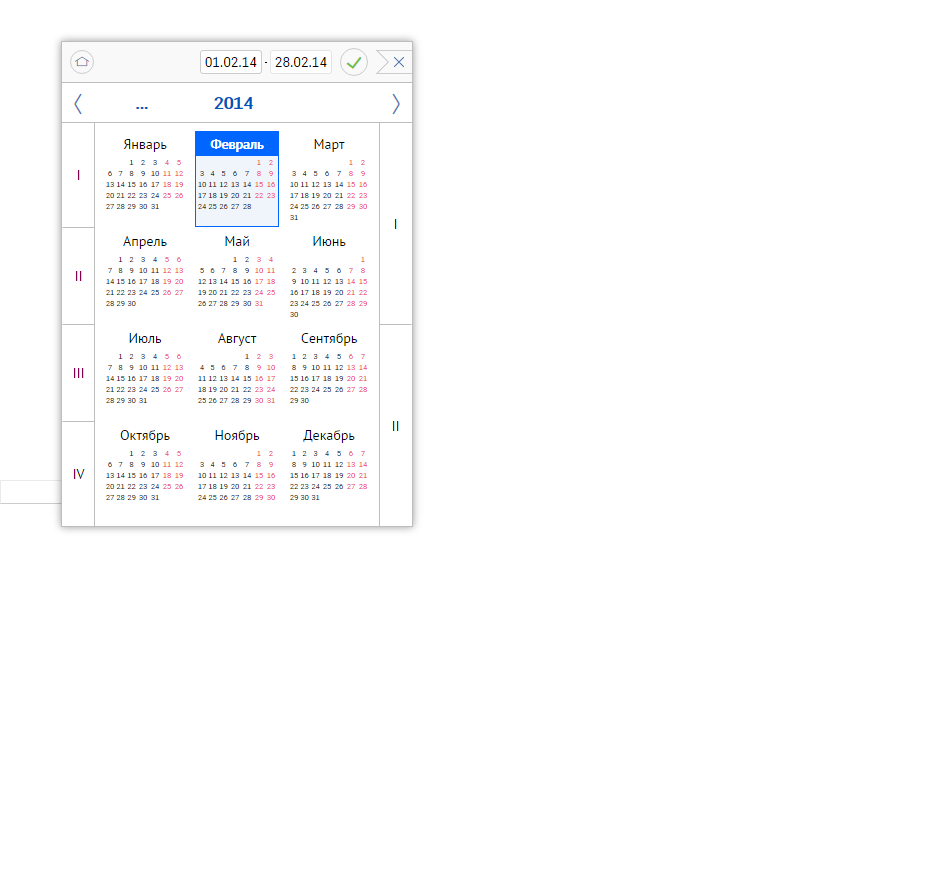 01.02.14 - 28.02.14
... 2014
Январь Февраль Март
1 2 3 4 5 1 2 1 2
6 7 8 9 10 11 12 3 4 5 6 7 8 9 3 4 5 6 7 8 9
I
13 14 15 16 17 18 19 10 11 12 13 14 15 16 10 11 12 13 14 15 16
20 21 22 23 24 25 26 17 18 19 20 21 22 23 17 18 19 20 21 22 23
27 28 29 30 31 24 25 26 27 28 24 25 26 27 28 29 30
31
I
Апрель Май Июнь
1 2 3 4 5 6 1 2 3 4 1
7 8 9 10 11 12 13 5 6 7 8 9 10 11 2 3 4 5 6 7 8
II
14 15 16 17 18 19 20 12 13 14 15 16 17 18 9 10 11 12 13 14 15
21 22 23 24 25 26 27 19 20 21 22 23 24 25 16 17 18 19 20 21 22
28 29 30 26 27 28 29 30 31 23 24 25 26 27 28 29
30
Июль Август Сентябрь
1 2 3 4 5 6 1 2 3 1 2 3 4 5 6 7
7 8 9 10 11 12 13 4 5 6 7 8 9 10 8 9 10 11 12 13 14
III
14 15 16 17 18 19 20 11 12 13 14 15 16 17 15 16 17 18 19 20 21
21 22 23 24 25 26 27 18 19 20 21 22 23 24 22 23 24 25 26 27 28
28 29 30 31 25 26 27 28 29 30 31 29 30
II
Октябрь Ноябрь Декабрь
1 2 3 4 5 1 2 1 2 3 4 5 6 7
6 7 8 9 10 11 12 3 4 5 6 7 8 9 8 9 10 11 12 13 14
IV
13 14 15 16 17 18 19 10 11 12 13 14 15 16 15 16 17 18 19 20 21
20 21 22 23 24 25 26 17 18 19 20 21 22 23 22 23 24 25 26 27 28
27 28 29 30 31 24 25 26 27 28 29 30 29 30 31